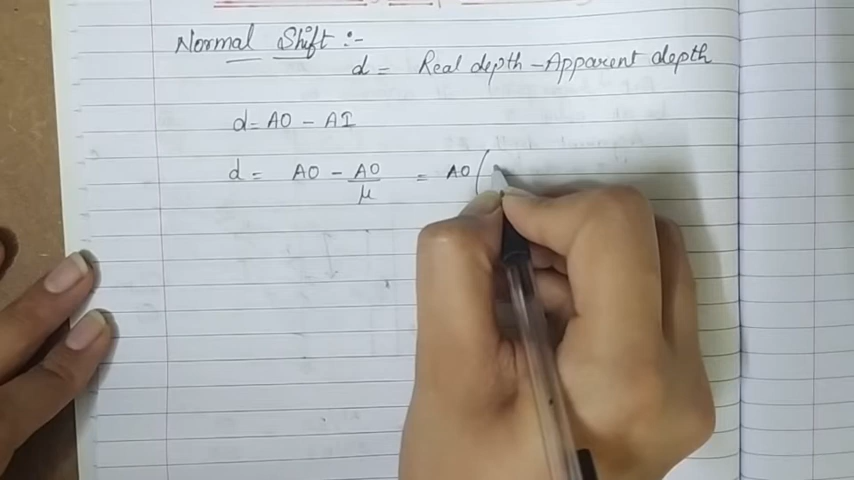 Normal Shift :-
d = Real depth - Apparent depth
d = AO - AI
d = AO - AO/μ = AO (